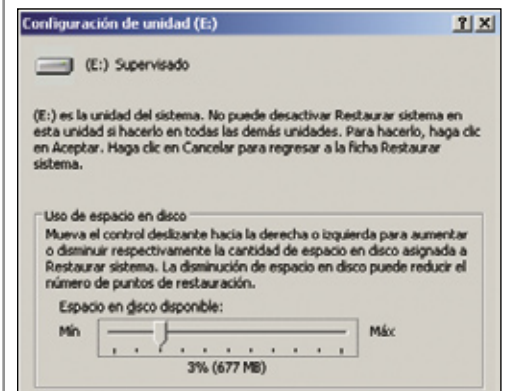 Configuración de unidad (E:)
(E:) Supervisado
(E:) es la unidad del sistema. No puede desactivar Restaurar sistema en
esta unidad si hacerlo en todas las demás unidades. Para hacerlo, haga clic
en Aceptar. Haga clic en Cancelar para regresar a la ficha Restaurar
sistema.
Uso de espacio en disco
Mueva el control deslizante hacia la derecha o izquierda para aumentar
o disminuir respectivamente la cantidad de espacio en disco asignada a
Restaurar sistema. La disminución de espacio en disco puede reducir el
número de puntos de restauración.
Espacio en disco disponible:
Mín Máx
3% (677 MB)